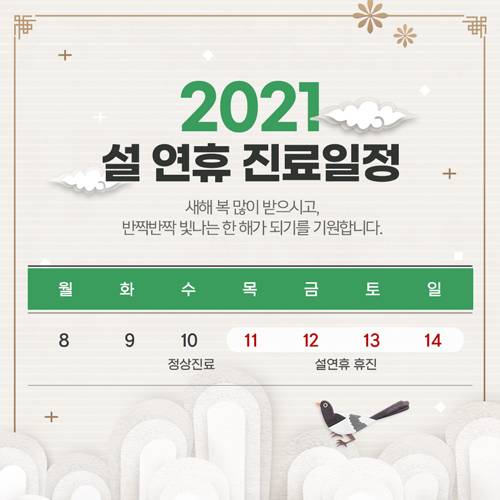 2021
설 연휴 진료일정
새해 복 많이 받으시고,
반짝반짝 빛나는 한 해가 되기를 기원합니다.
월 화 수 목 금 토 일
8 9 10 11 12 13 14
정상진료 설연휴 휴진